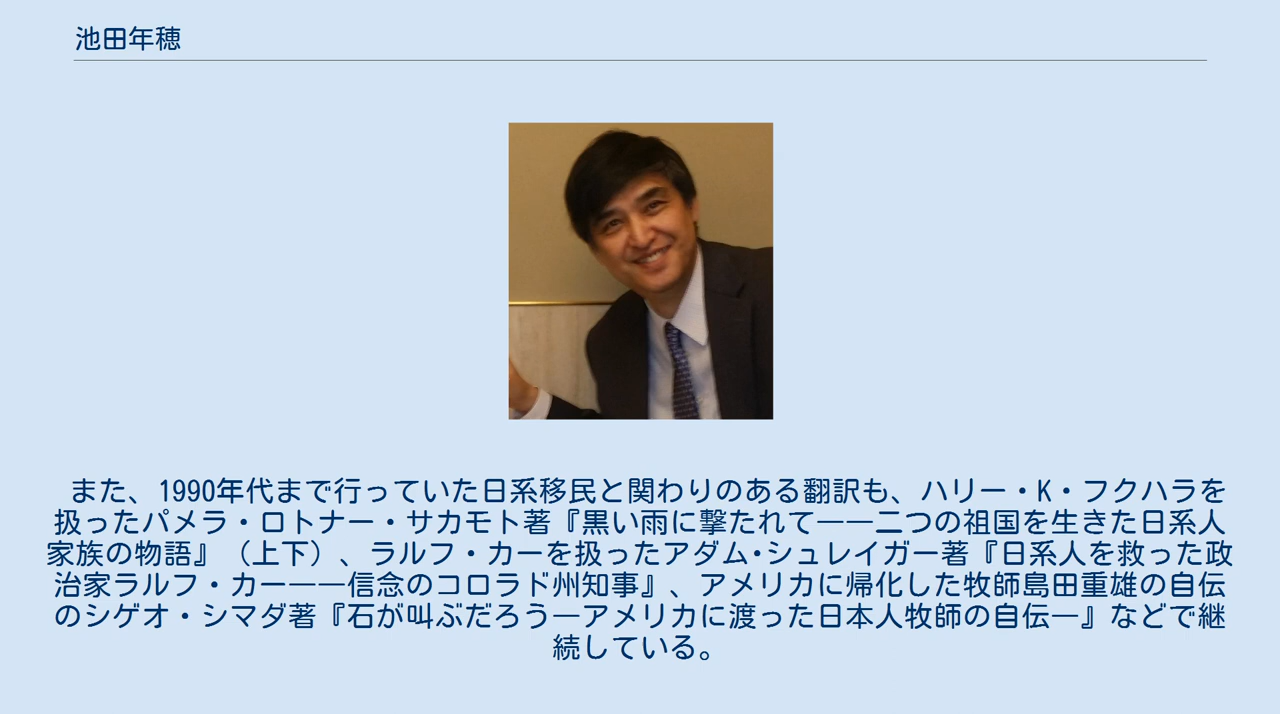 池田年穂
また、1990年代まで行っていた日系移民と関わりのある翻訳も、ハリー・K・フクハラを
扱ったパメラ・ロトナー・サカモト著『黒い雨に撃たれて――二つの祖国を生きた日系人
家族の物語』（上下）、ラルフ・カーを扱ったアダム・シュレイガー著『日系人を救った政
治家ラルフ・カー――信念のコロラド州知事』、アメリカに帰化した牧師島田重雄の自伝
のシゲオ・シマダ著『石が叫ぶだろう―アメリカに渡った日本人牧師の自伝―』などで継
続している。